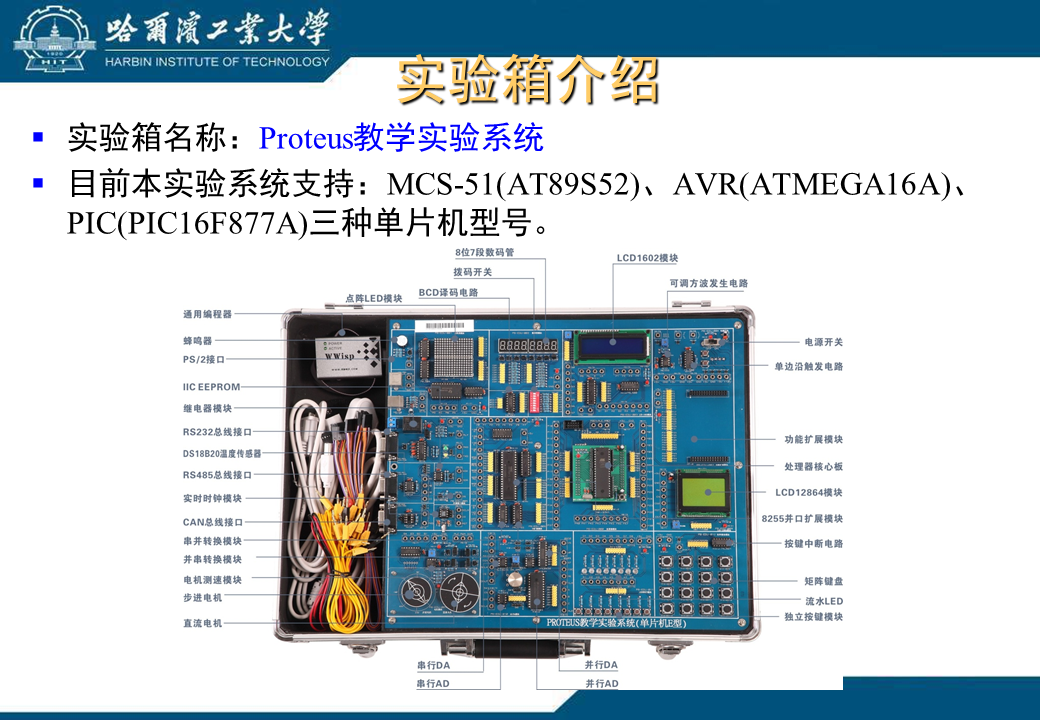 哈爾濱工業大學
HARBIN INSTITUTE OF TECHNOLOGY
HIT
实验箱介绍
实验箱名称：Proteus教学实验系统
目前本实验系统支持：MCS-51(AT89S52)、AVR(ATMEGA16A)、
PIC(PIC16F877A)三种单片机型号。
8位7段数码管
拨码开关
BCD译码电路
点阵LED模块
LCD1602模块
可调方波发生电路
通用编程器
蜂鸣器
PS/2接口
IIC EEPROM
继电器模块
RS232总线接口
DS18B20温度传感器
RS485总线接口
实时时钟模块
CAN总线接口
串并转换模块
并串转换模块
电机测速模块
步进电机
直流电机
WWisp
电源开关
单边沿触发电路
功能扩展模块
处理器核心板
LCD12864模块
8255并口扩展模块
按键中断电路
矩阵键盘
流水LED
独立按键模块
PROTEUS教学实验系统(单片机E型)
串行DA
串行AD
并行DA
并行AD